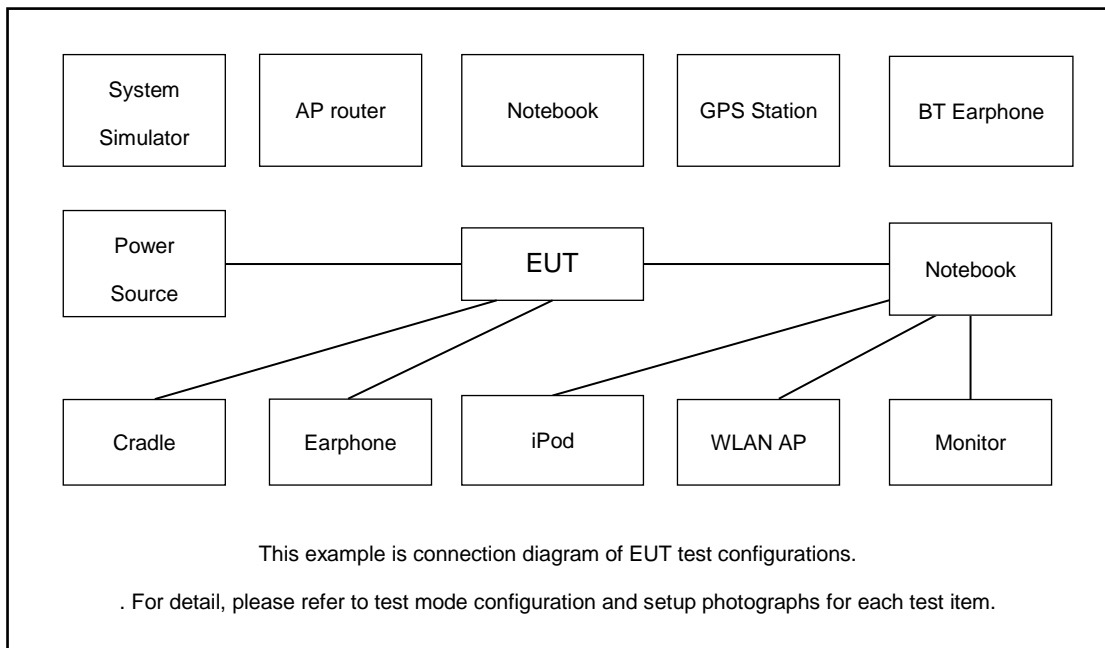 System
Simulator
AP router
Notebook
GPS Station
BT Earphone
Power
Source
EUT
Notebook
Cradle
Earphone
iPod
WLAN AP
Monitor
This example is connection diagram of EUT test configurations.
. For detail, please refer to test mode configuration and setup photographs for each test item.